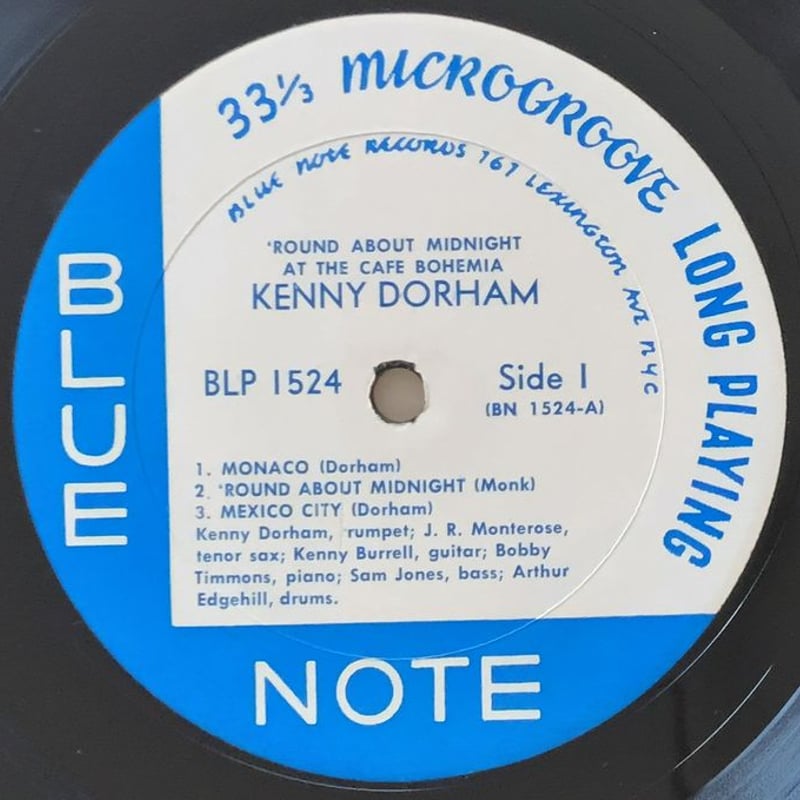 33⅓ MICROGROOVE LONG PLAYING
BLUE NOTE RECORDS 767 LEXINGTON AVE NYC
'ROUND ABOUT MIDNIGHT
AT THE CAFE BOHEMIA
KENNY DORHAM
BLP 1524
Side 1
(BN 1524-A)
1. MONACO (Dorham)
2. 'ROUND ABOUT MIDNIGHT (Monk)
3. MEXICO CITY (Dorham)
Kenny Dorham, rumpet; J. R. Monterose,
tenor sax; Kenny Burrell, guitar; Bobby
Timmons, piano; Sam Jones, bass; Arthur
Edgehill, drums.
BLUE
NOTE